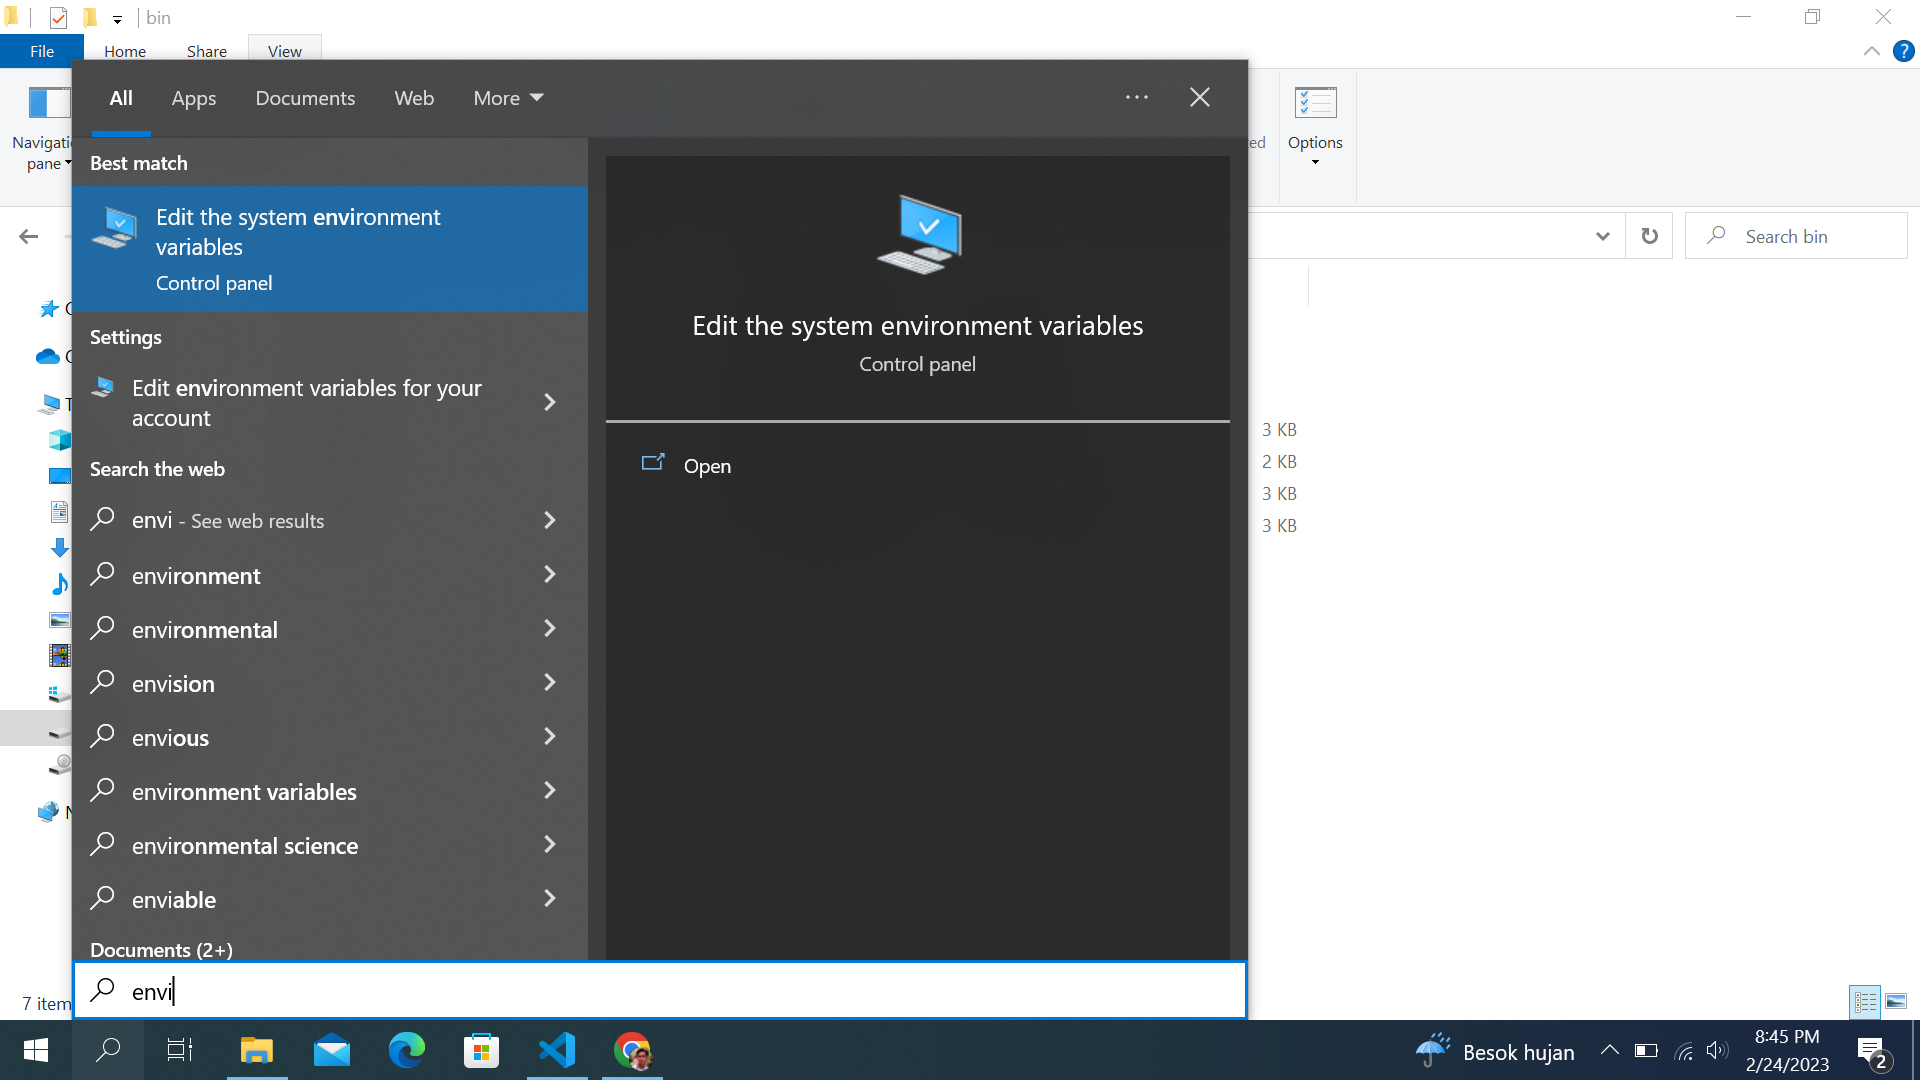 bin
File
Home
Share
View
?
All
Apps
Documents
Web
More
Navigati
pane
Options
Best match
Edit the system environment
variables
Control panel
Edit the system environment variables
Control panel
Search bin
Settings
Edit environment variables for your
account
Open
3 KB
2 KB
3 KB
3 KB
Search the web
envi - See web results
environment
environmental
envision
envious
environment variables
environmental science
enviable
Documents (2+)
envi
7 item
Besok hujan
8:45 PM
2/24/2023
2